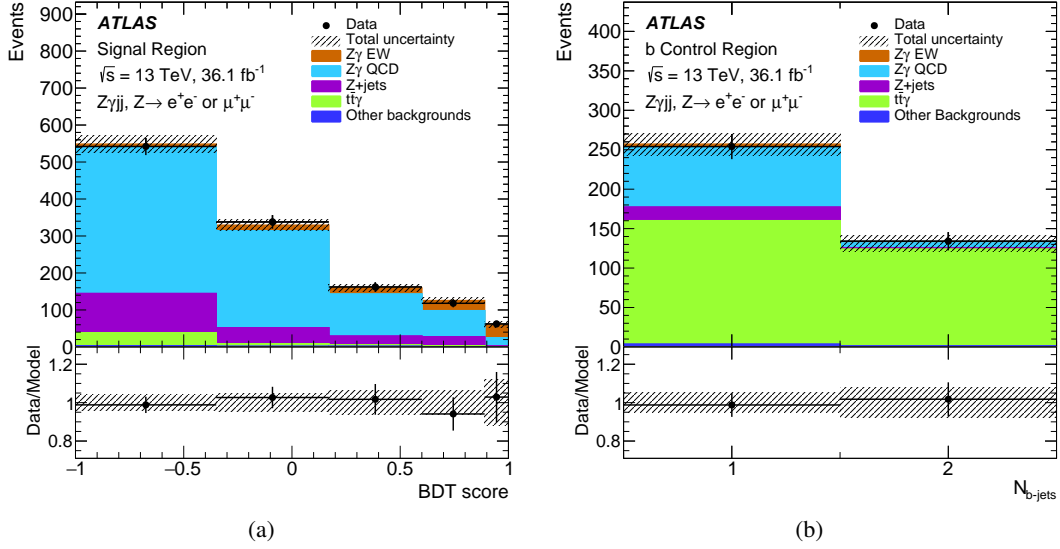 Events
900
800
700
600
500
400
300
200
100
0
ATLAS
Signal Region
√s = 13 TeV, 36.1 fb⁻¹
Zγjj, Z→ e⁺e⁻ or μ⁺μ⁻
Data
Total uncertainty
Zγ EW
Zγ QCD
Z+jets
tt̄γ
Other backgrounds
Data/Model
1.2
1
0.8
−1 −0.5 0 0.5 1
BDT score
(a)
Events
400
350
300
250
200
150
100
50
0
ATLAS
b Control Region
√s = 13 TeV, 36.1 fb⁻¹
Zγjj, Z→ e⁺e⁻ or μ⁺μ⁻
Data
Total uncertainty
Zγ EW
Zγ QCD
Z+jets
tt̄γ
Other Backgrounds
Data/Model
1.2
1
0.8
1 2
N_b-jets
(b)